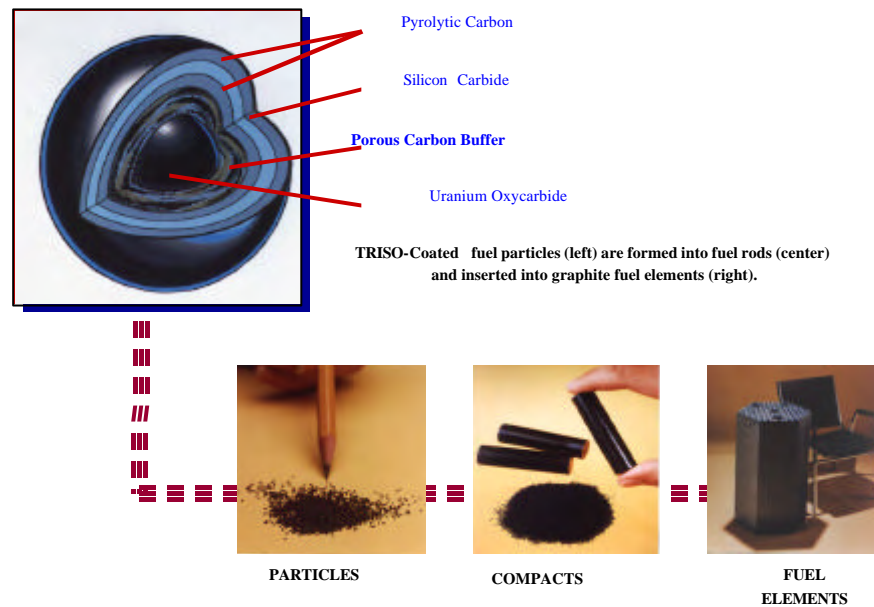 Pyrolytic Carbon
Silicon Carbide
Porous Carbon Buffer
Uranium Oxycarbide
TRISO-Coated fuel particles (left) are formed into fuel rods (center)
and inserted into graphite fuel elements (right).
PARTICLES
COMPACTS
FUEL
ELEMENTS